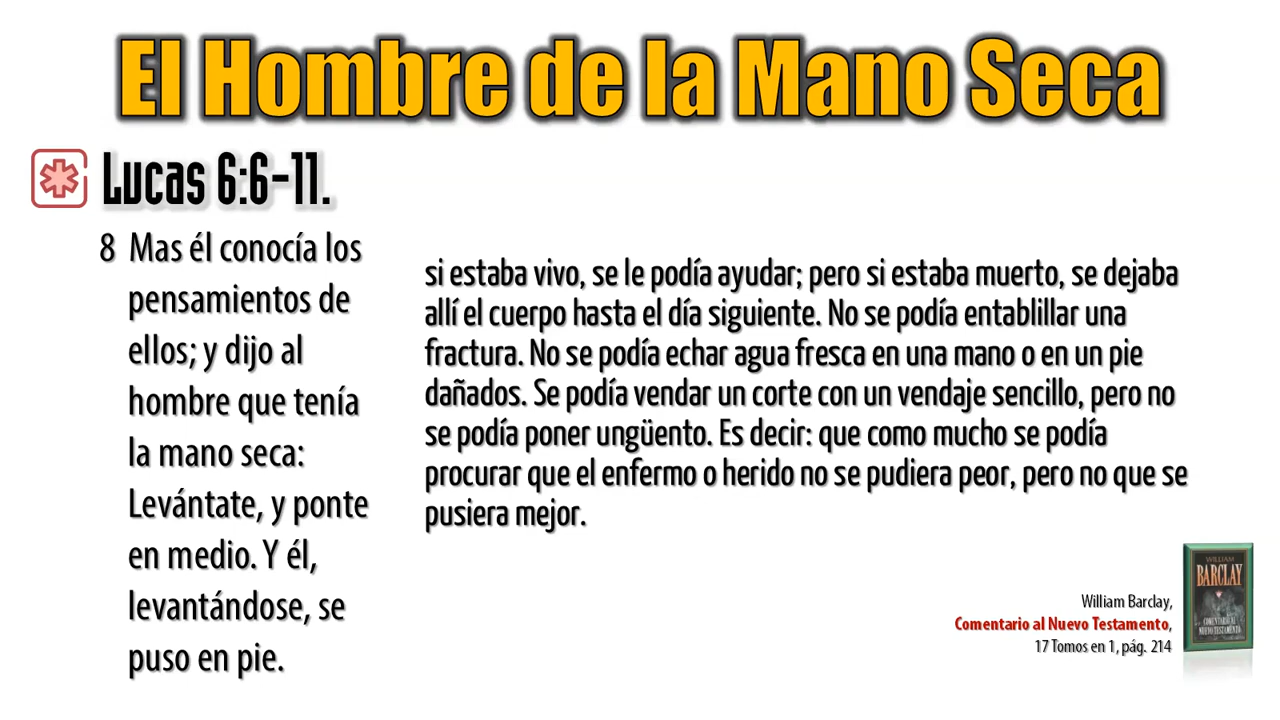 El Hombre de la Mano Seca
Lucas 6:6-11.
8 Mas él conocía los
pensamientos de
ellos; y dijo al
hombre que tenía
la mano seca:
Levántate, y ponte
en medio. Y él,
levantándose, se
puso en pie.
si estaba vivo, se le podía ayudar; pero si estaba muerto, se dejaba
allí el cuerpo hasta el día siguiente. No se podía entablillar una
fractura. No se podía echar agua fresca en una mano o en un pie
dañados. Se podía vendar un corte con un vendaje sencillo, pero no
se podía poner ungüento. Es decir: que como mucho se podía
procurar que el enfermo o herido no se pudiera peor, pero no que se
pusiera mejor.
William Barclay,
Comentario al Nuevo Testamento,
17 Tomos en 1, pág. 214
WILLIAM
BARCLAY
COMENTARIO AL
NUEVO TESTAMENTO